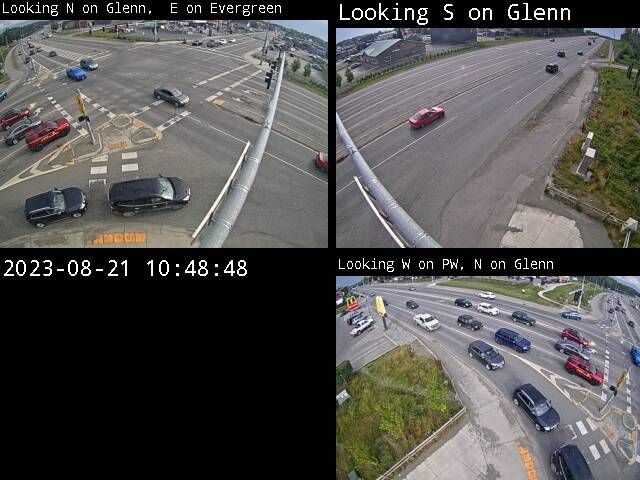 Looking N on Glenn,  E on Evergreen
Looking S on Glenn
2023-08-21 10:48:48
Looking W on PW, N on Glenn